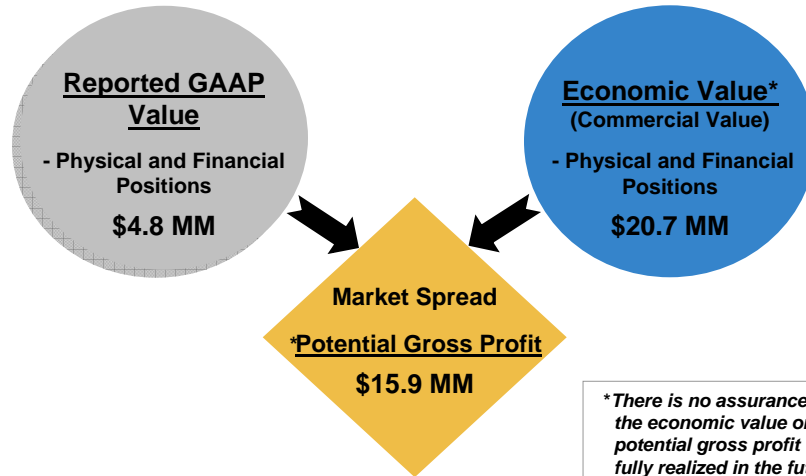 Reported GAAP
Value
- Physical and Financial
Positions
$4.8 MM
Economic Value*
(Commercial Value)
- Physical and Financial
Positions
$20.7 MM
Market Spread
*Potential Gross Profit
$15.9 MM
*There is no assurance
the economic value or
potential gross profit
fully realized in the fu